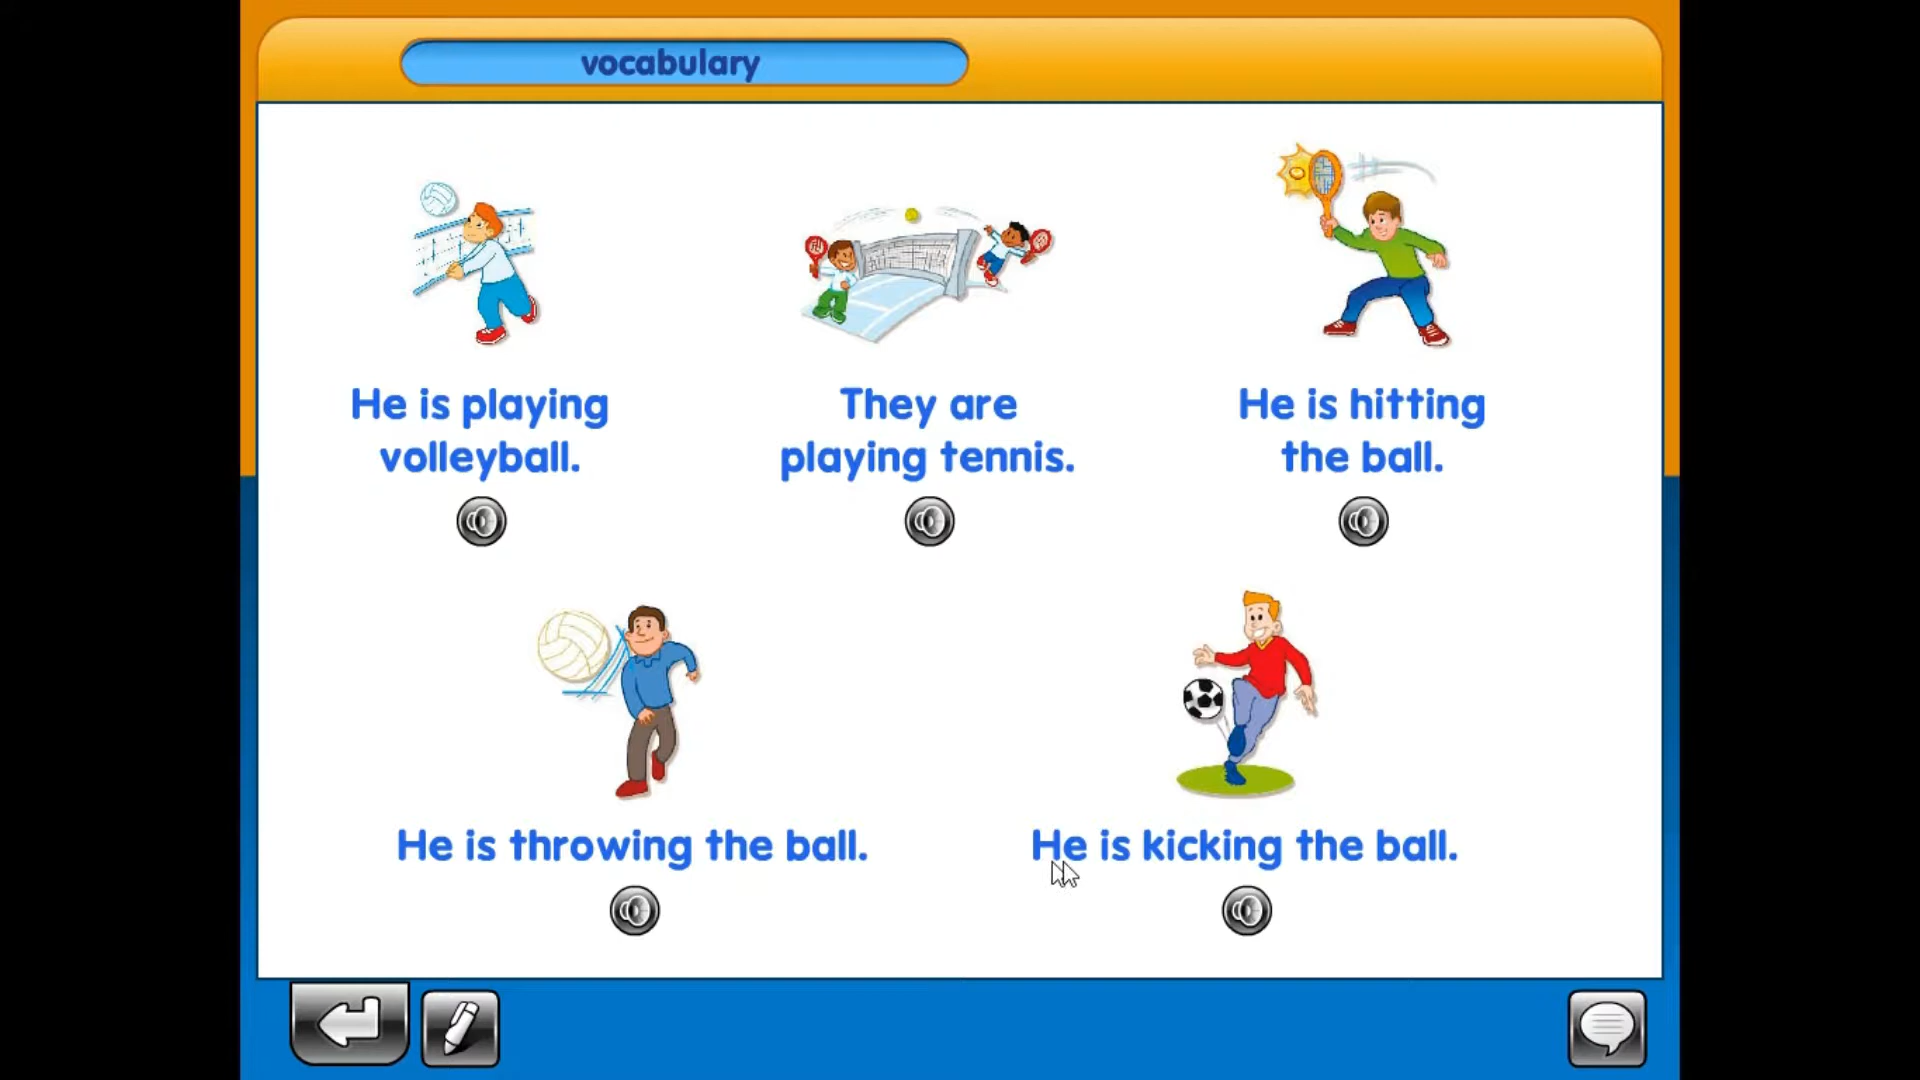 vocabulary
He is playing
volleyball.
They are
playing tennis.
He is hitting
the ball.
He is throwing the ball.
He is kicking the ball.